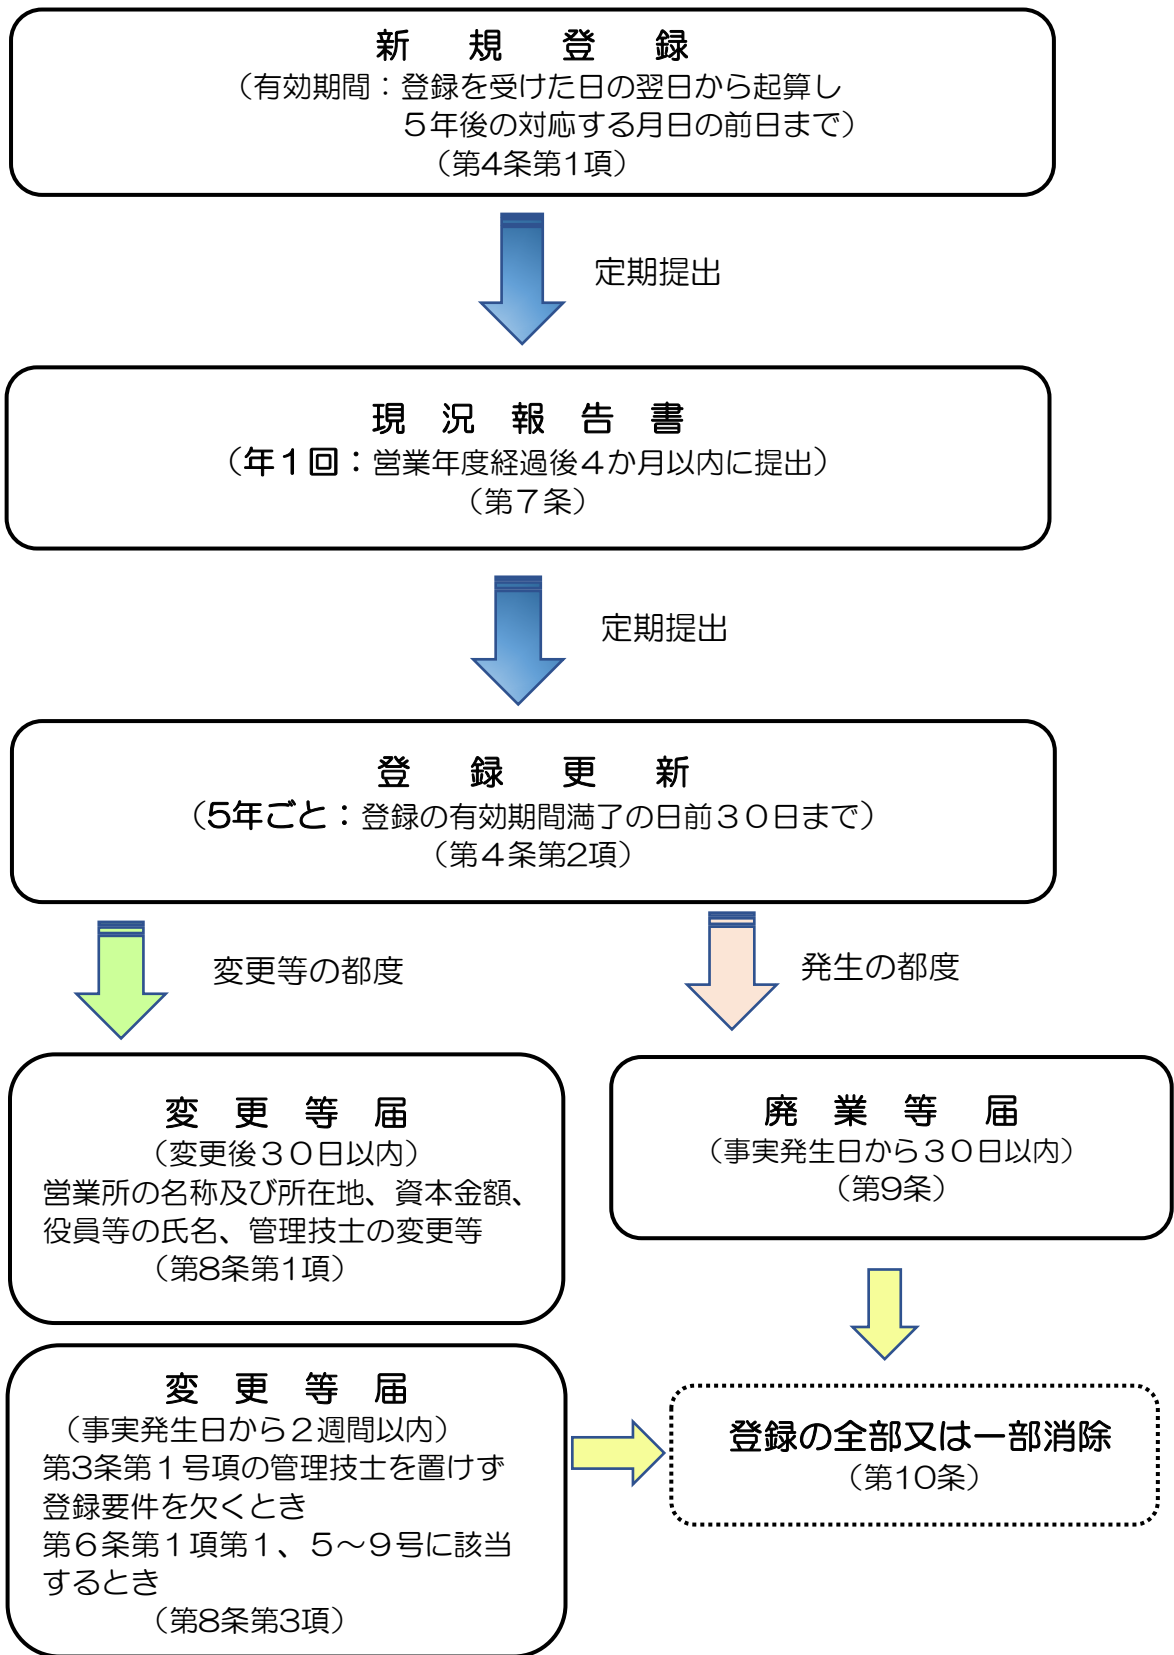 新規登録
（有効期間：登録を受けた日の翌日から起算し
５年後の対応する月日の前日まで）
（第4条第1項）
定期提出
現況報告書
（年１回：営業年度経過後４か月以内に提出）
（第７条）
定期提出
登録更新
（5年ごと：登録の有効期間満了の日前３０日まで）
（第４条第2項）
変更等の都度
発生の都度
変更等届
（変更後３０日以内）
営業所の名称及び所在地、資本金額、
役員等の氏名、管理技士の変更等
（第8条第1項）
廃業等届
（事実発生日から３０日以内）
（第9条）
変更等届
（事実発生日から２週間以内）
第3条第１号項の管理技士を置けず
登録要件を欠くとき
第６条第１項第１、５～９号に該当
するとき
（第8条第3項）
登録の全部又は一部消除
（第10条）